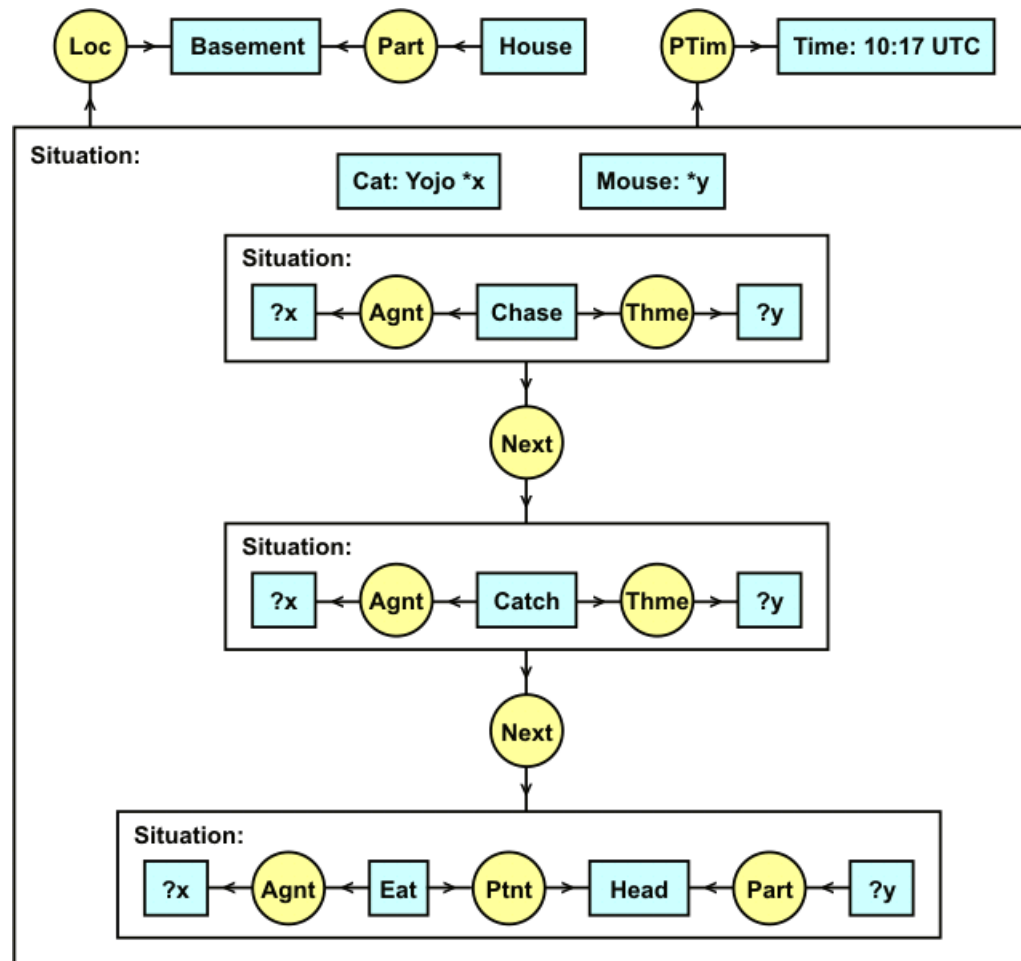 Loc Basement Part House PTim Time: 10:17 UTC
Situation:
Cat: Yojo *x Mouse: *y
Situation:
?x Agnt Chase Thme ?y
Next
Situation:
?x Agnt Catch Thme ?y
Next
Situation:
?x Agnt Eat Ptnt Head Part ?y